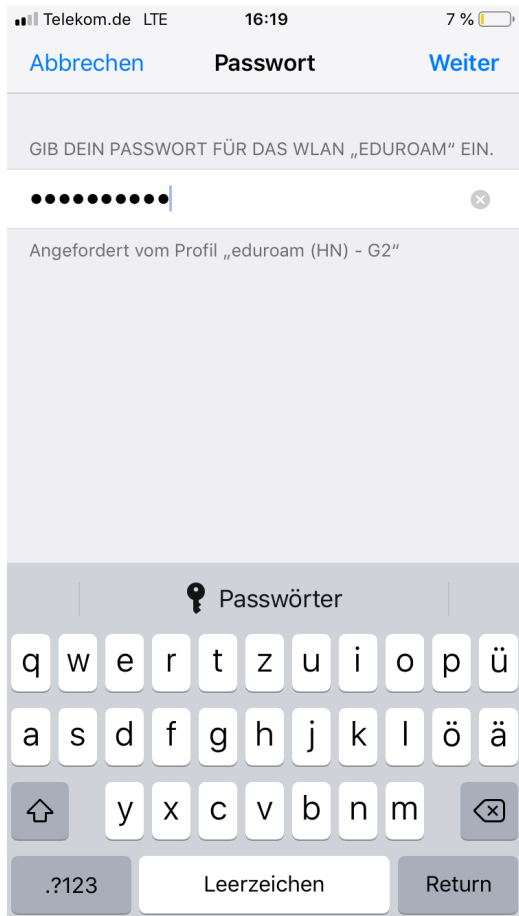 Telekom.de LTE 16:19 7 %
Abbrechen Passwort Weiter
GIB DEIN PASSWORT FÜR DAS WLAN „EDUROAM“ EIN.
●●●●●●●●●●
Angefordert vom Profil „eduroam (HN) - G2“
Passwörter
q w e r t z u i o p ü
a s d f g h j k l ö ä
y x c v b n m
.?123 Leerzeichen Return